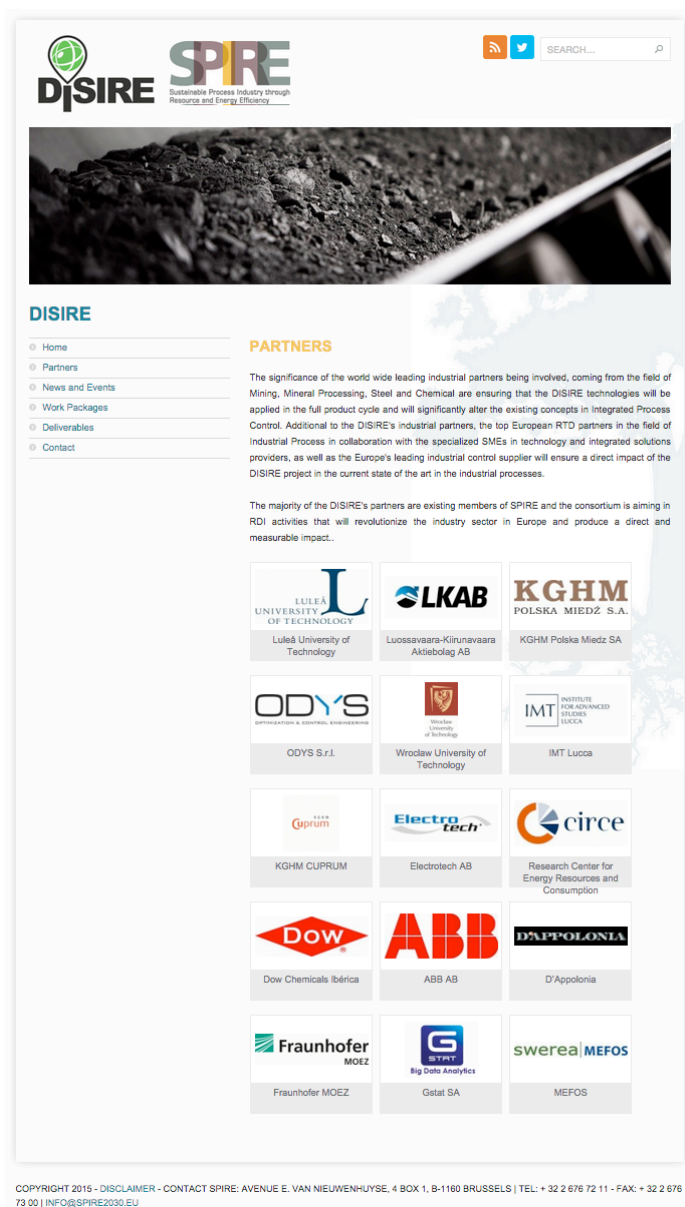 DISIRE
SPIRE
Sustainable Process Industry through
Resource and Energy Efficiency
SEARCH...
DISIRE
Home
Partners
News and Events
Work Packages
Deliverables
Contact
PARTNERS
The significance of the world wide leading industrial partners being involved, coming from the field of
Mining, Mineral Processing, Steel and Chemical are ensuring that the DISIRE technologies will be
applied in the full product cycle and will significantly alter the existing concepts in Integrated Process
Control. Additional to the DISIRE's industrial partners, the top European RTD partners in the field of
Industrial Process in collaboration with the specialized SMEs in technology and integrated solutions
providers, as well as the Europe's leading industrial control supplier will ensure a direct impact of the
DISIRE project in the current state of the art in the industrial processes.
The majority of the DISIRE's partners are existing members of SPIRE and the consortium is aiming in
RDI activities that will revolutionize the industry sector in Europe and produce a direct and
measurable impact..
LULEÅ
UNIVERSITY
OF TECHNOLOGY
L
LKAB
KGHM
POLSKA MIEDŹ S.A.
Luleå University of
Technology
Luossavaara-Kiirunavaara
Aktiebolag AB
KGHM Polska Miedz SA
ODYS
OPTIMIZATION & CONTROL ENGINEERING
Wrocław
University
of Technology
IMT
INSTITUTE
FOR ADVANCED
STUDIES
LUCCA
ODYS S.r.l.
Wroclaw University of
Technology
IMT Lucca
KGHM
Cuprum
Electro
tech
circe
KGHM CUPRUM
Electrotech AB
Research Center for
Energy Resources and
Consumption
Dow
ABB
D'APPOLONIA
Dow Chemicals Ibérica
ABB AB
D'Appolonia
Fraunhofer
MOEZ
G
STAT
Big Data Analytics
swerea|MEFOS
Fraunhofer MOEZ
Gstat SA
MEFOS
COPYRIGHT 2015 - DISCLAIMER - CONTACT SPIRE: AVENUE E. VAN NIEUWENHUYSE, 4 BOX 1, B-1160 BRUSSELS | TEL: + 32 2 676 72 11 - FAX: + 32 2 676
73 00 | INFO@SPIRE2030.EU